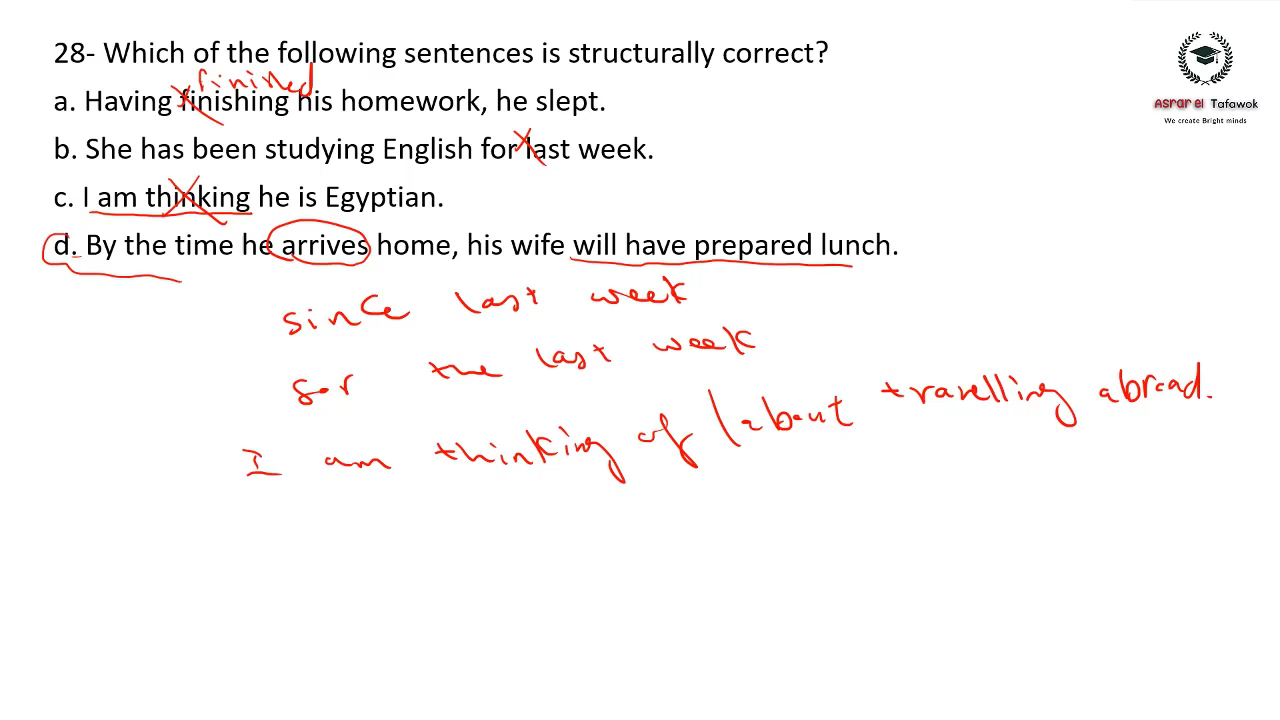 28- Which of the following sentences is structurally correct?
finished
a. Having finishing his homework, he slept.
b. She has been studying English for last week.
c. I am thinking he is Egyptian.
d. By the time he arrives home, his wife will have prepared lunch.
since last week
for the last week
I am thinking of / about travelling abroad.
Asrar el Tafawok
We create Bright minds